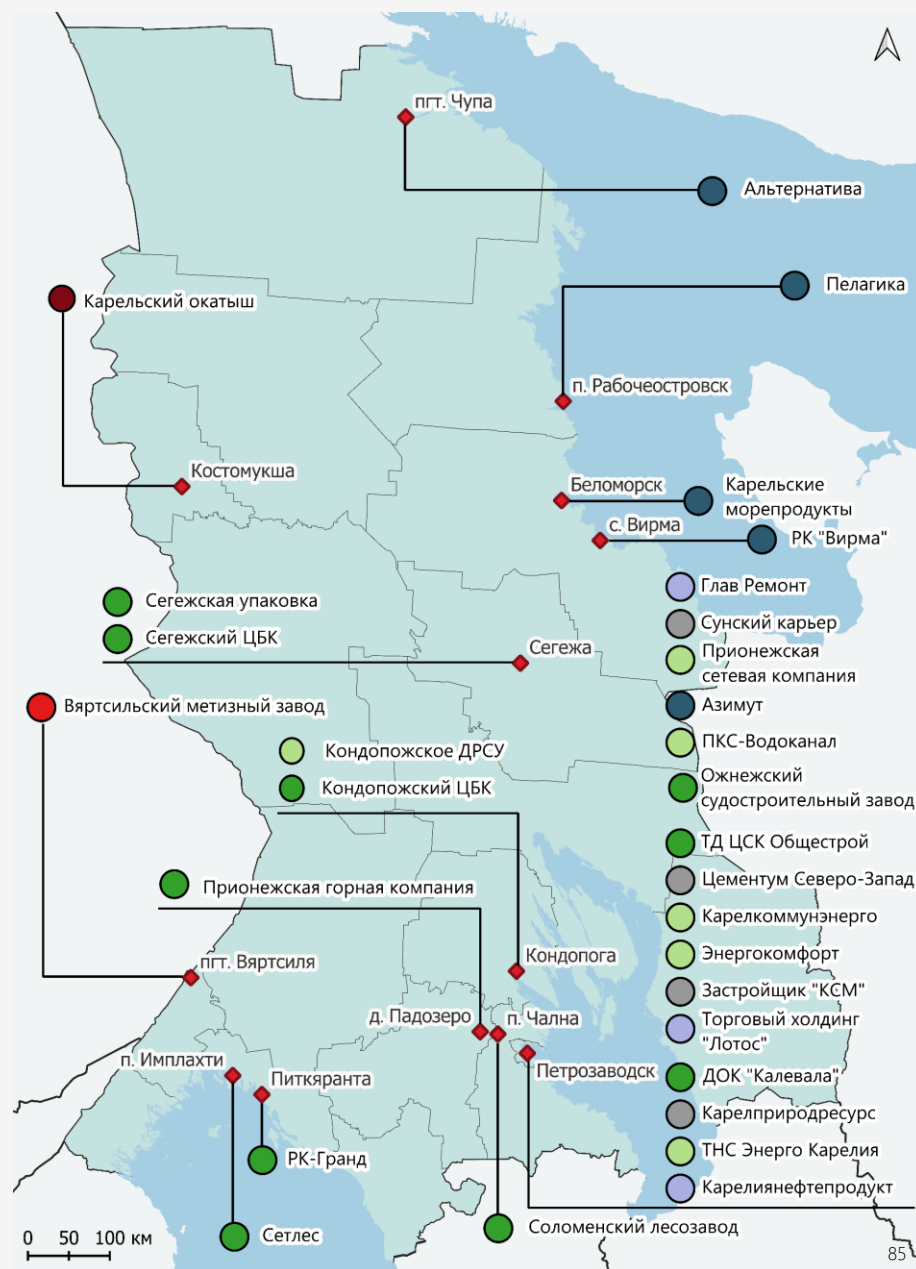 пгт. Чупа
Альтернатива
Пелагика
Карельский окатыш
п. Рабочеостровск
Костомукша
Беломорск
Карельские
морепродукты
с. Вирма
РК "Вирма"
Глав Ремонт
Сегежская упаковка
Сунский карьер
Сегежский ЦБК
Сегежа
Прионежская
сетевая компания
Вяртсильский метизный завод
Азимут
Кондопожское ДРСУ
ПКС-Водоканал
Кондопожский ЦБК
Ожнежский
судостроительный завод
ТД ЦСК Общестрой
Прионежская горная компания
Цементум Северо-Запад
Карелкоммунэнерго
пгт. Вяртсиля
Кондопога
Энергокомфорт
Застройщик "КСМ"
д. Падозеро
п. Чална
Торговый холдинг
"Лотос"
п. Имплахти
Питкяранта
Петрозаводск
ДОК "Калевала"
Карелприродресурс
РК-Гранд
ТНС Энерго Карелия
Карелиянефтепродукт
Сетлес
Соломенский лесозавод
0 50 100 км
85